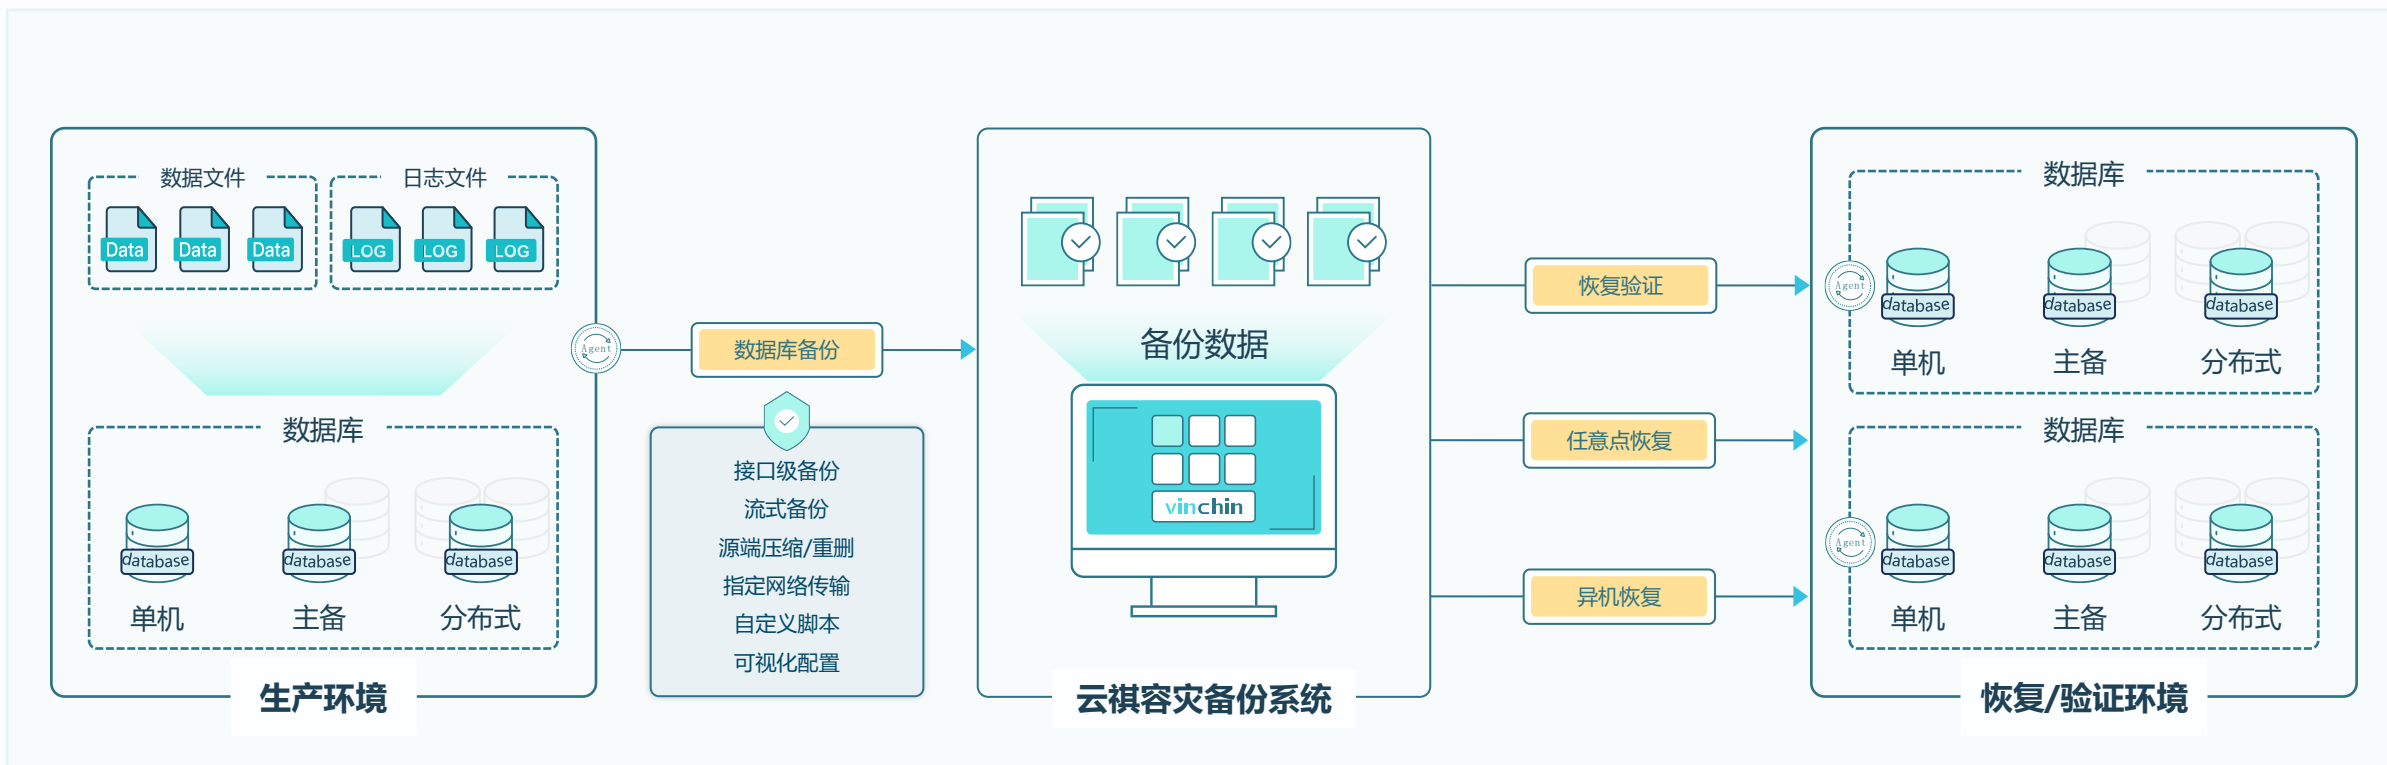 数据文件
日志文件
Data
Data
Data
LOG
LOG
LOG
数据库
database
database
database
单机
主备
分布式
生产环境
Agent
数据库备份
接口级备份
流式备份
源端压缩/重删
指定网络传输
自定义脚本
可视化配置
备份数据
vinchin
云祺容灾备份系统
恢复验证
任意点恢复
异机恢复
数据库
Agent
database
database
database
单机
主备
分布式
数据库
Agent
database
database
database
单机
主备
分布式
恢复/验证环境